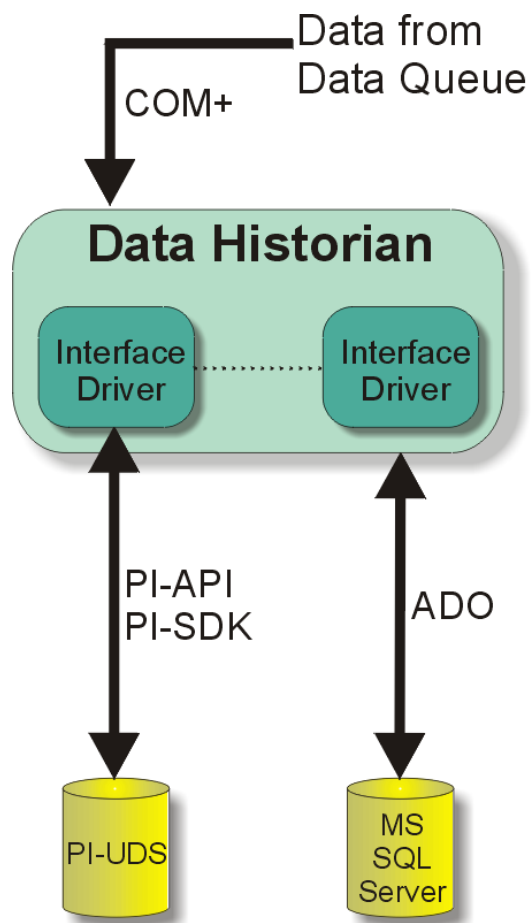 Data from
Data Queue
COM+
Data Historian
Interface
Driver
Interface
Driver
PI-API
PI-SDK
ADO
PI-UDS
MS
SQL
Server